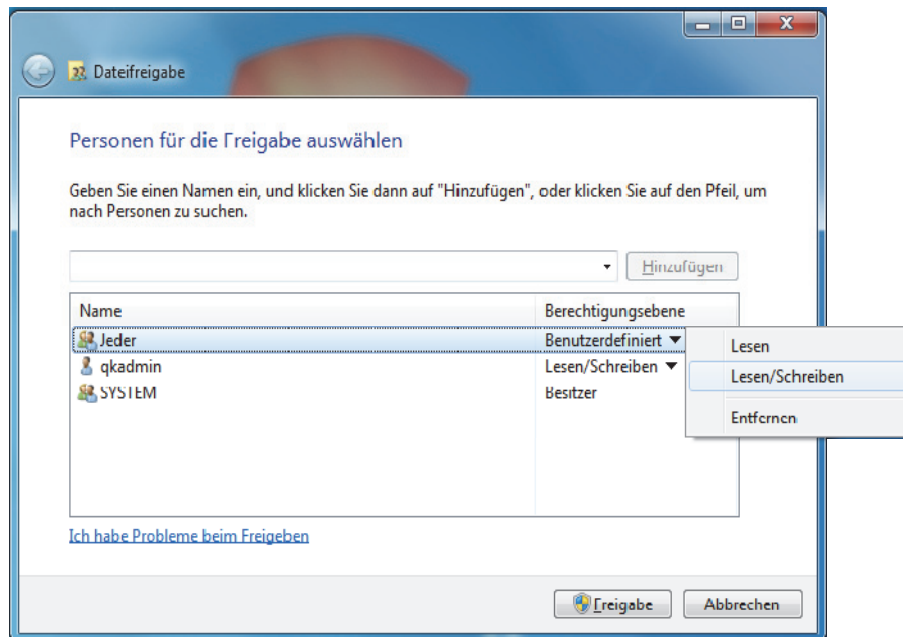 Dateifreigabe
Personen für die Freigabe auswählen
Geben Sie einen Namen ein, und klicken Sie dann auf "Hinzufügen", oder klicken Sie auf den Pfeil, um
nach Personen zu suchen.
Hinzufügen
Name Berechtigungsebene
Jeder Benutzerdefiniert
qkadmin Lesen/Schreiben
SYSTEM Besitzer
Lesen
Lesen/Schreiben
Entfernen
Ich habe Probleme beim Freigeben
Freigabe Abbrechen